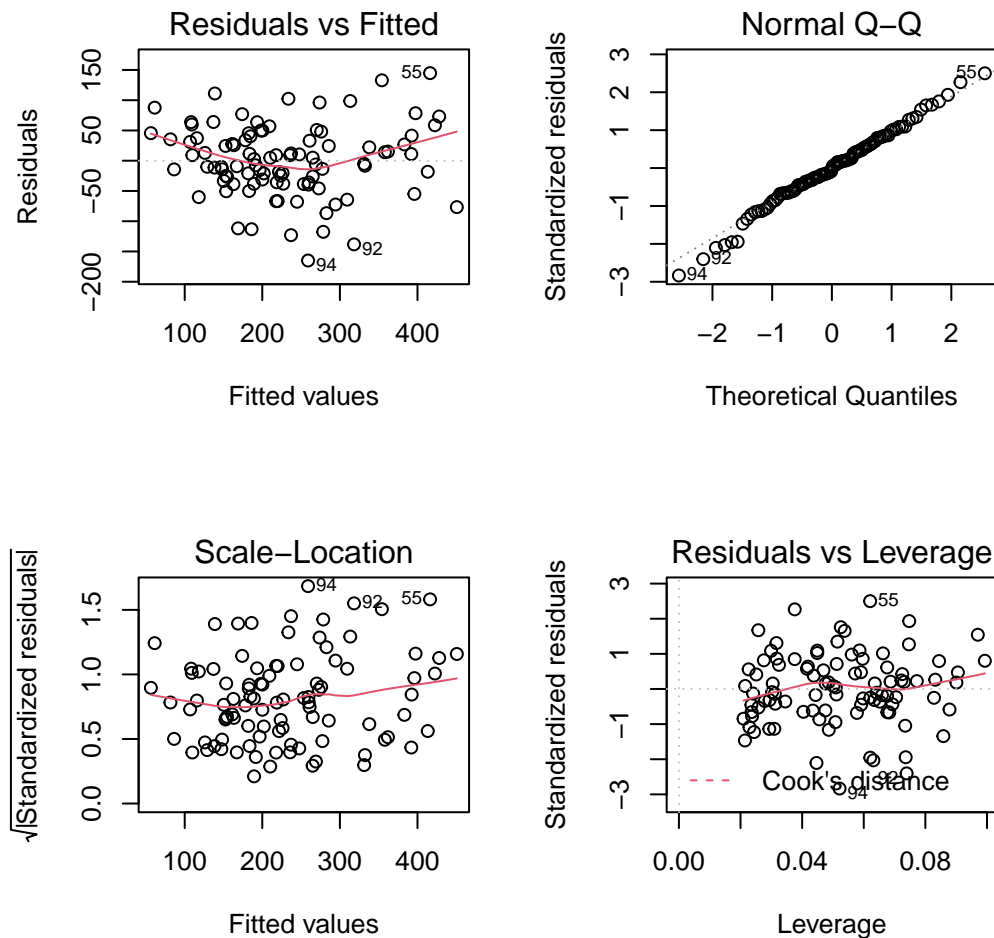 Residuals vs Fitted
Residuals
150
50
−50
−200
55
92
94
100 200 300 400
Fitted values
Normal Q−Q
Standardized residuals
3
1
−1
−3
55
92
94
−2 −1 0 1 2
Theoretical Quantiles
Scale−Location
√|Standardized residuals|
1.5
1.0
0.5
0.0
94
92
55
100 200 300 400
Fitted values
Residuals vs Leverage
Standardized residuals
3
1
−1
−3
55
92
Cook's distance
94
0.00 0.04 0.08
Leverage